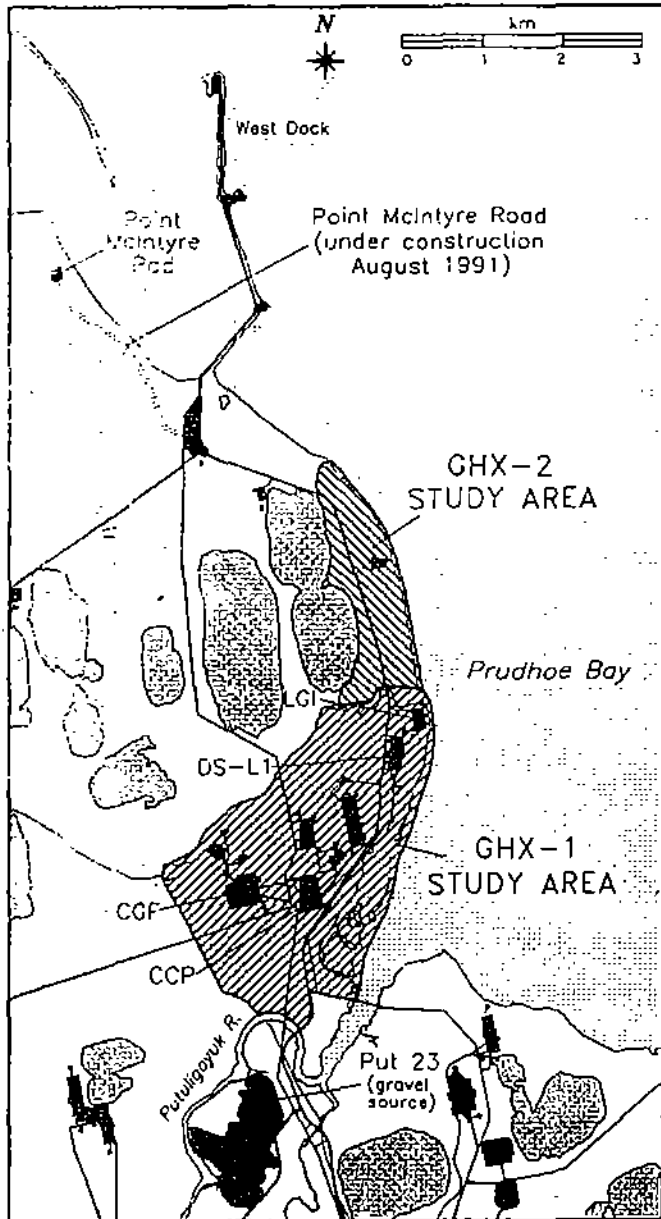 N
km
0 1 2 3
West Dock
Point
McIntyre
Pad
Point McIntyre Road
(under construction
August 1991)
GHX-2
STUDY AREA
Prudhoe Bay
LGI
DS-L1
GHX-1
STUDY AREA
CGF
CCP
Putuligayuk R.
Put 23
(gravel
source)